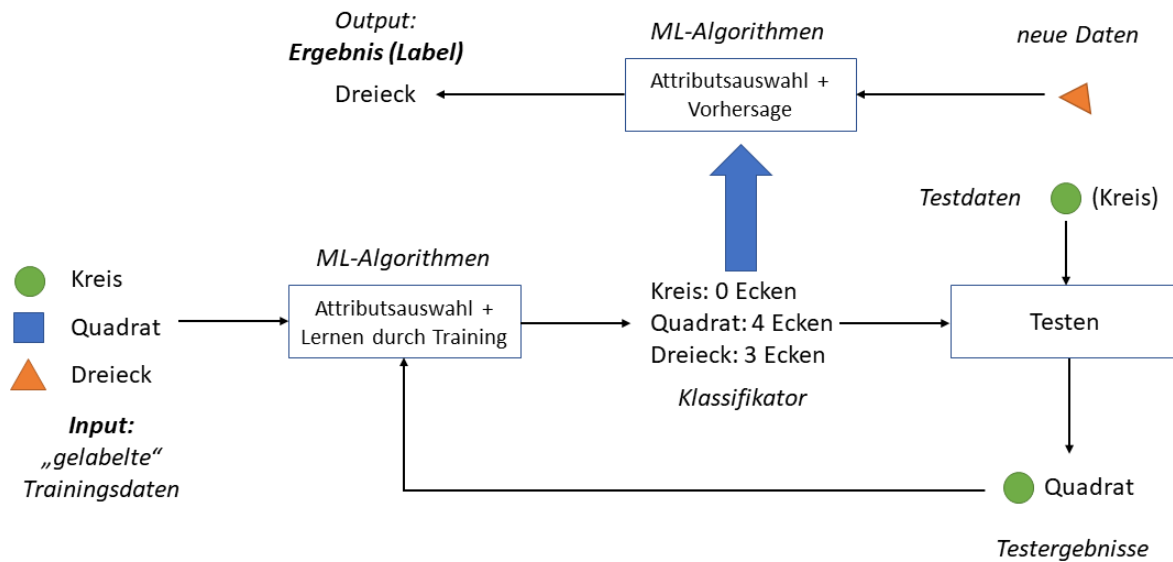 Output:
Ergebnis (Label)
Dreieck
ML-Algorithmen
Attributsauswahl +
Vorhersage
neue Daten
Testdaten
(Kreis)
Kreis
Quadrat
Dreieck
Input:
„gelabelte“
Trainingsdaten
ML-Algorithmen
Attributsauswahl +
Lernen durch Training
Kreis: 0 Ecken
Quadrat: 4 Ecken
Dreieck: 3 Ecken
Klassifikator
Testen
Quadrat
Testergebnisse